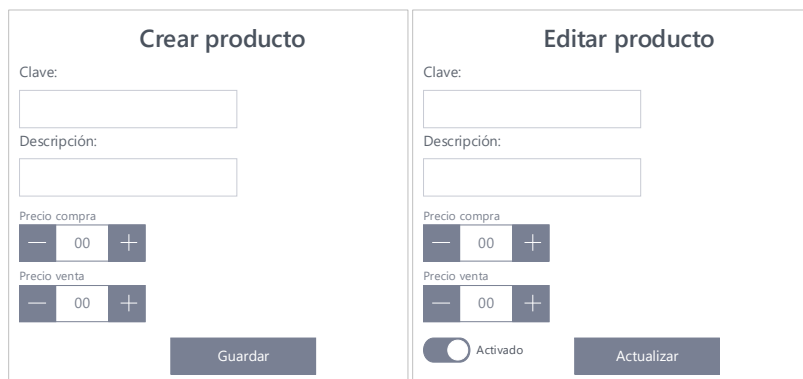 Crear producto
Clave:
Descripción:
Precio compra
00
Precio venta
00
Guardar
Editar producto
Clave:
Descripción:
Precio compra
00
Precio venta
00
Activado
Actualizar